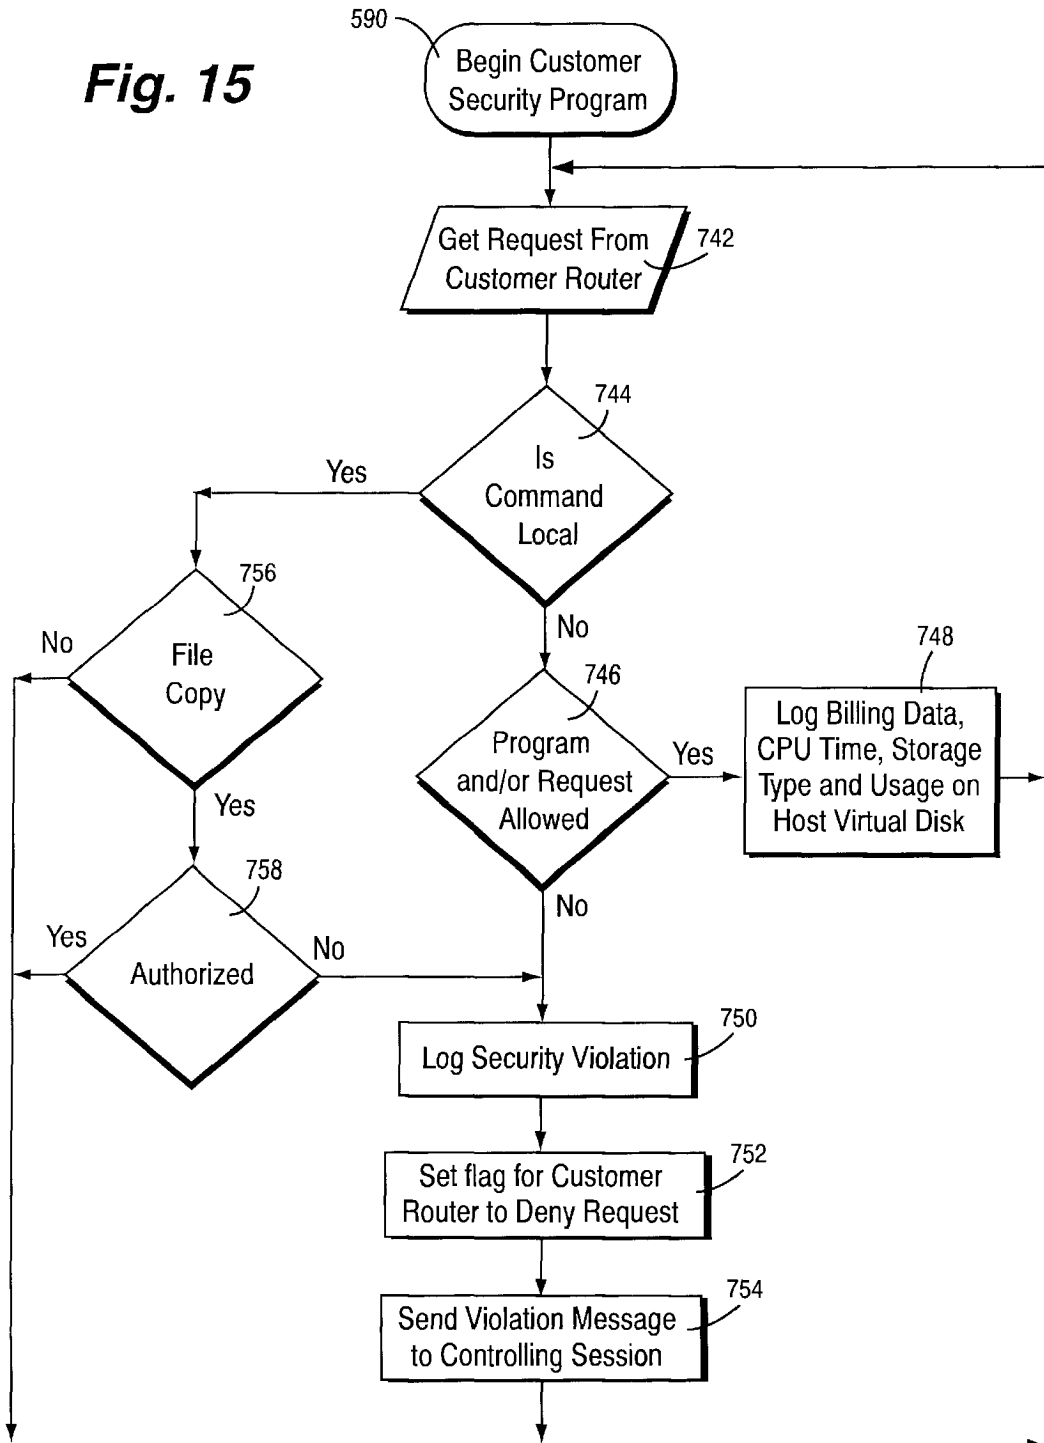 Fig. 15
590
Begin Customer
Security Program
Get Request From
Customer Router
742
744
Is
Command
Local
Yes
No
756
File
Copy
No
Yes
746
Program
and/or Request
Allowed
Yes
No
748
Log Billing Data,
CPU Time, Storage
Type and Usage on
Host Virtual Disk
758
Authorized
Yes
No
750
Log Security Violation
752
Set flag for Customer
Router to Deny Request
754
Send Violation Message
to Controlling Session